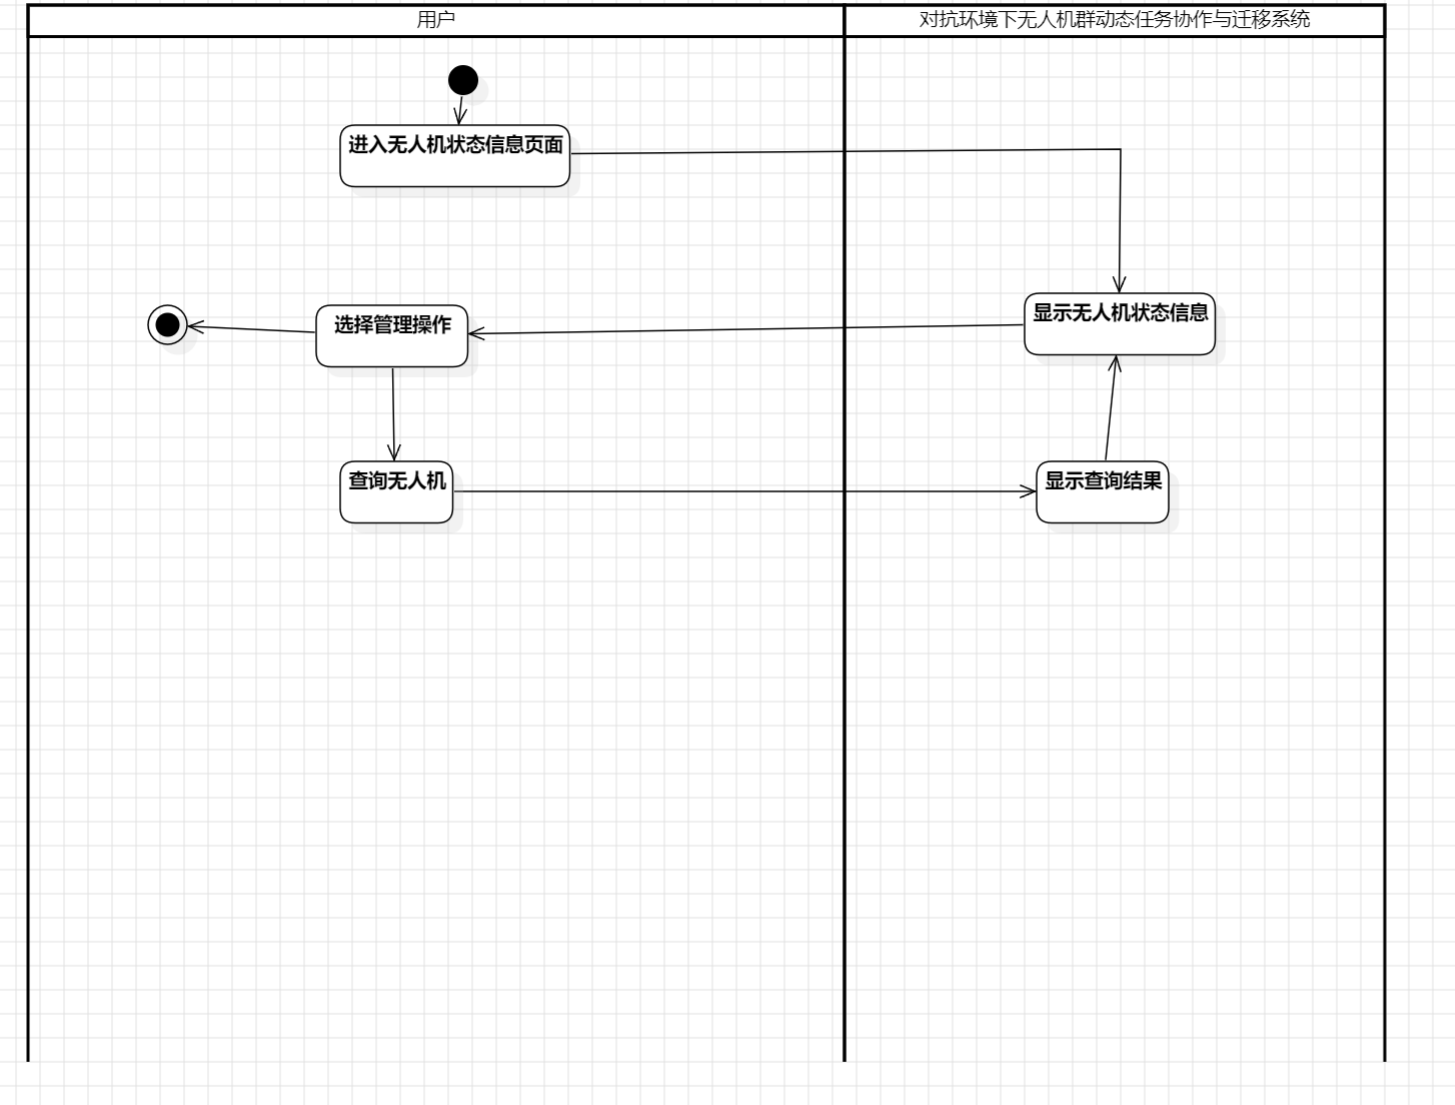 用户
对抗环境下无人机群动态任务协作与迁移系统
进入无人机状态信息页面
显示无人机状态信息
选择管理操作
查询无人机
显示查询结果